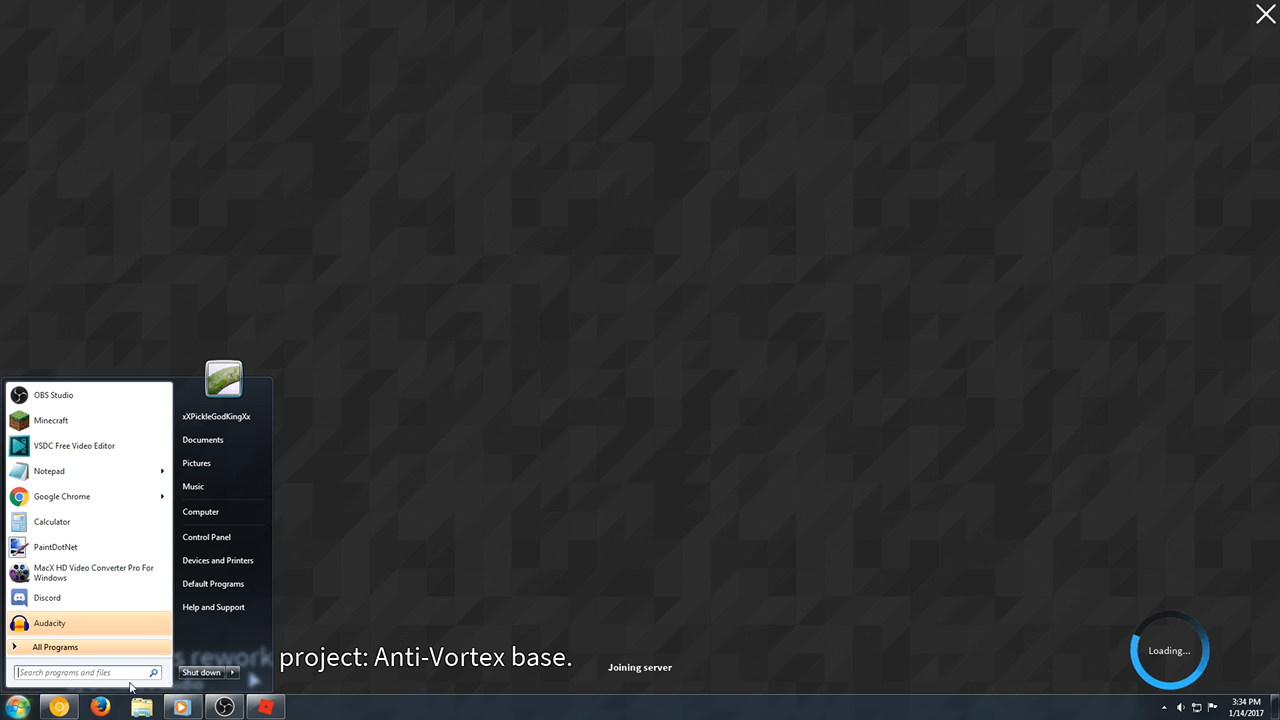 OBS Studio
Minecraft
VSDC Free Video Editor
Notepad
Google Chrome
Calculator
PaintDotNet
MacX HD Video Converter Pro For
Windows
Discord
Audacity
All Programs
Search programs and files
xXPickleGodKingXx
Documents
Pictures
Music
Computer
Control Panel
Devices and Printers
Default Programs
Help and Support
Shut down
s rework project: Anti-Vortex base.
Joining server
Loading...
3:34 PM
1/14/2017